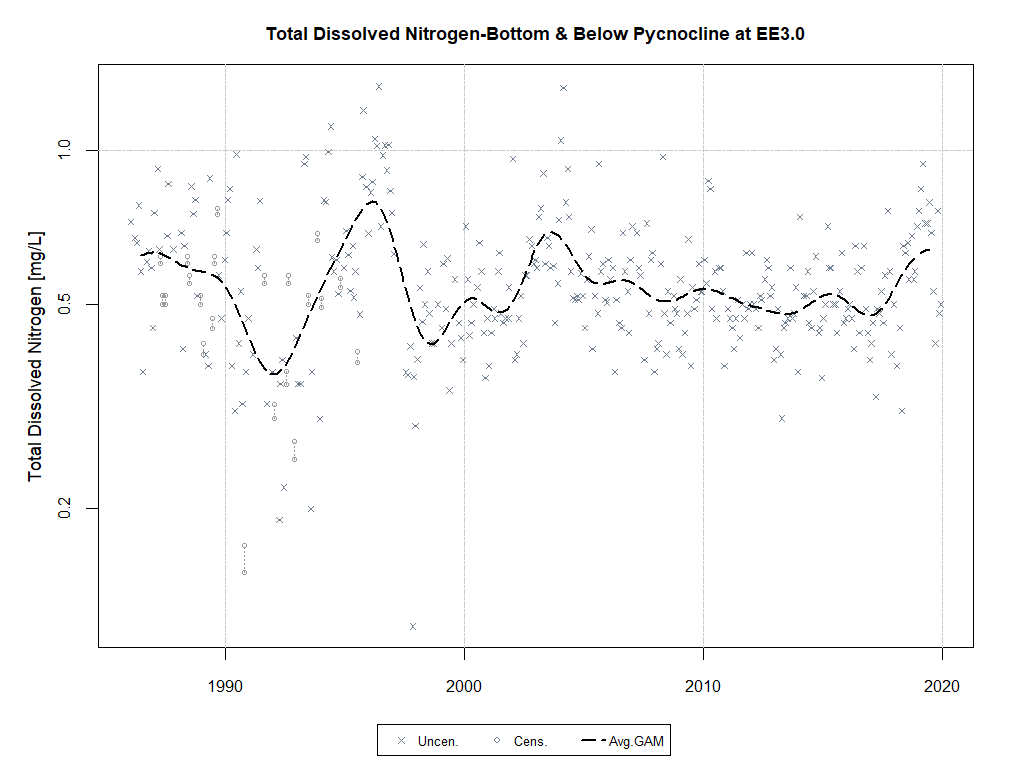 Total Dissolved Nitrogen-Bottom & Below Pycnocline at EE3.0
Total Dissolved Nitrogen [mg/L]
1.0
0.5
0.2
1990 2000 2010 2020
Uncen. Cens. Avg.GAM